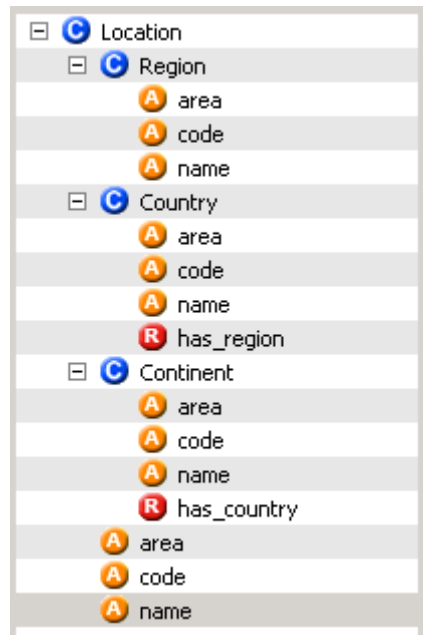 C Location
C Region
A area
A code
A name
C Country
A area
A code
A name
R has_region
C Continent
A area
A code
A name
R has_country
A area
A code
A name